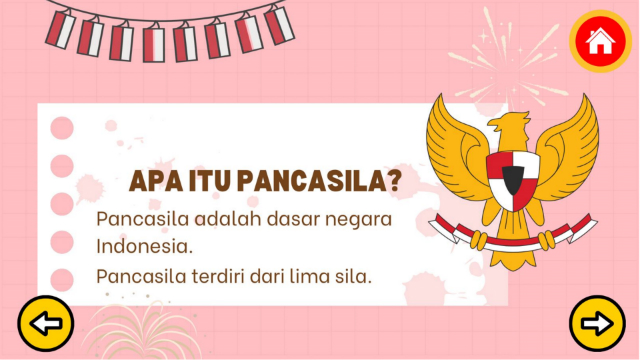 APA ITU PANCASILA?
Pancasila adalah dasar negara
Indonesia.
Pancasila terdiri dari lima sila.